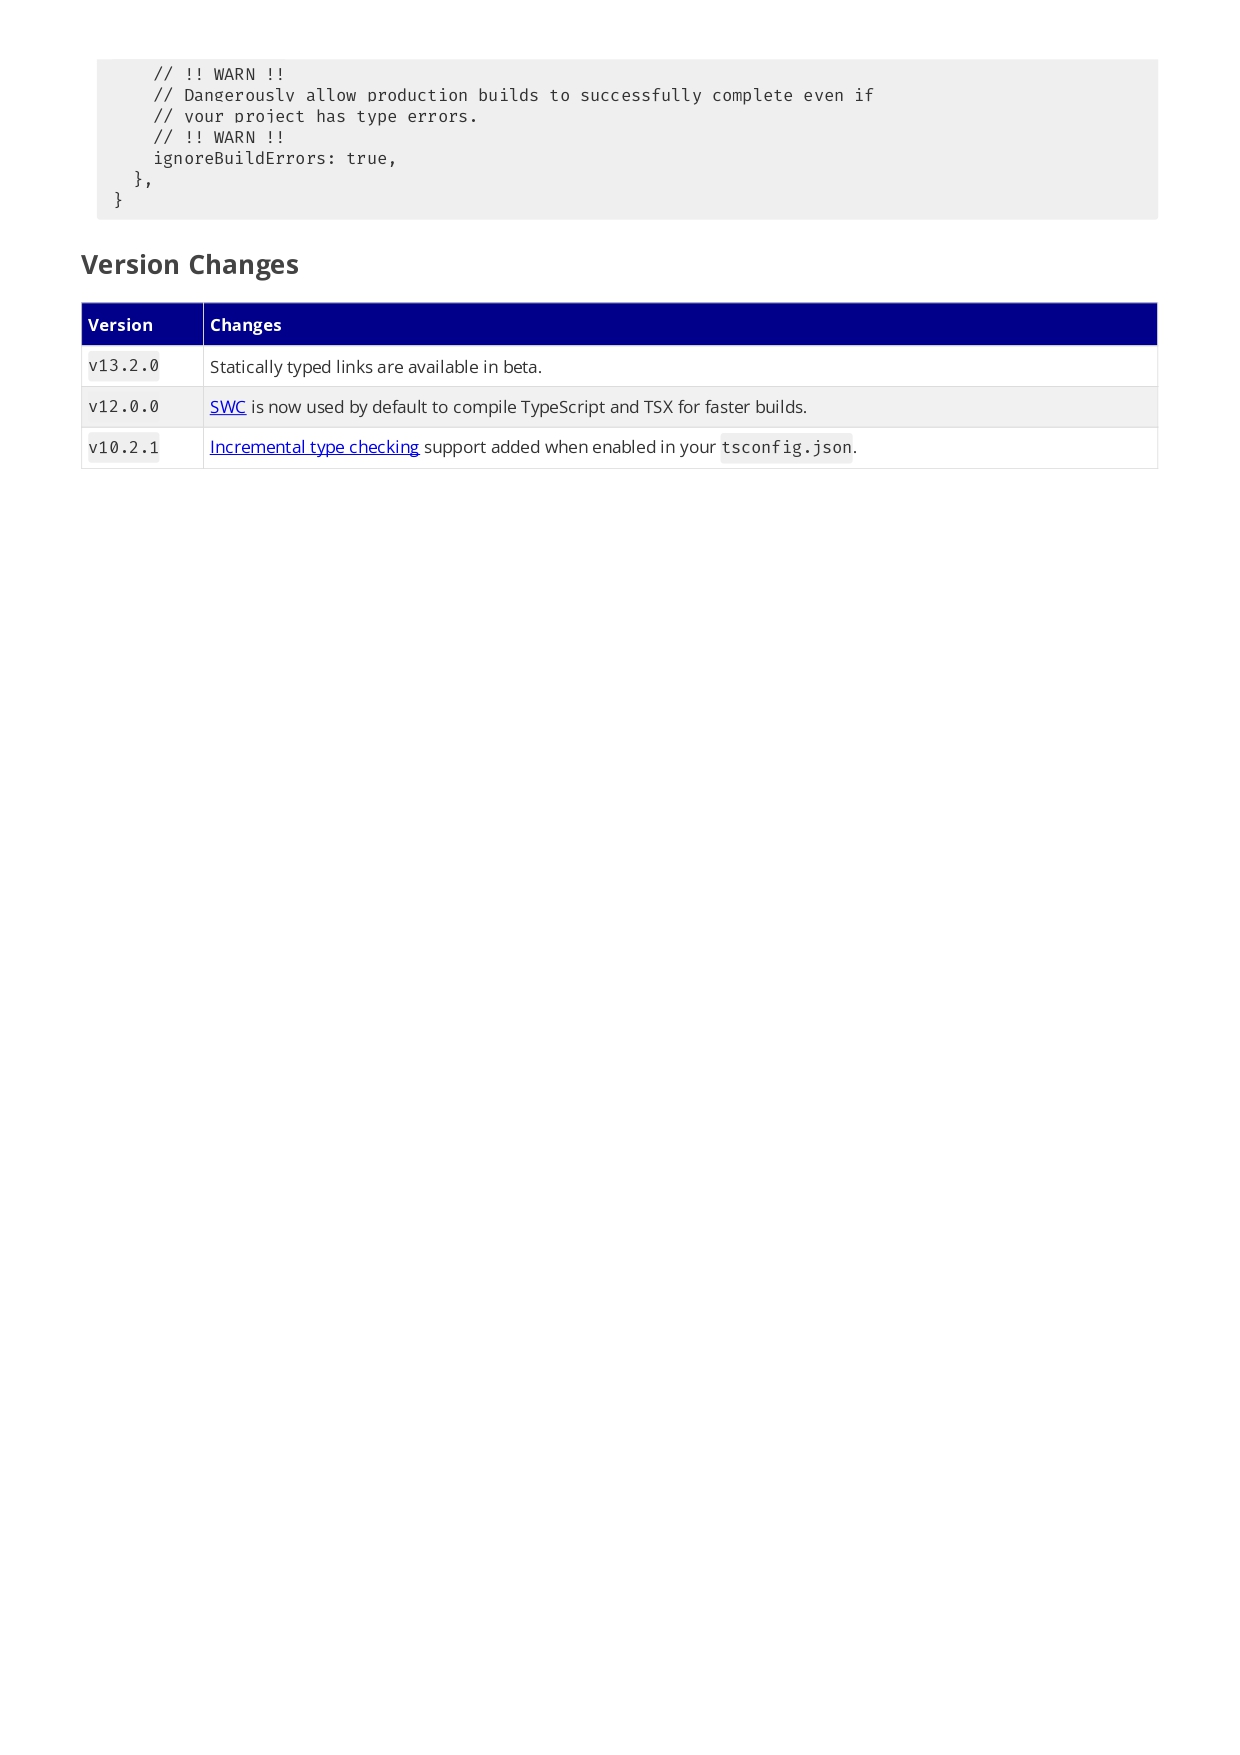 // !! WARN !!
// Dangerously allow production builds to successfully complete even if
// your project has type errors.
// !! WARN !!
ignoreBuildErrors: true,
},
}
Version Changes
Version Changes
v13.2.0 Statically typed links are available in beta.
v12.0.0 SWC is now used by default to compile TypeScript and TSX for faster builds.
v10.2.1 Incremental type checking support added when enabled in your tsconfig.json.